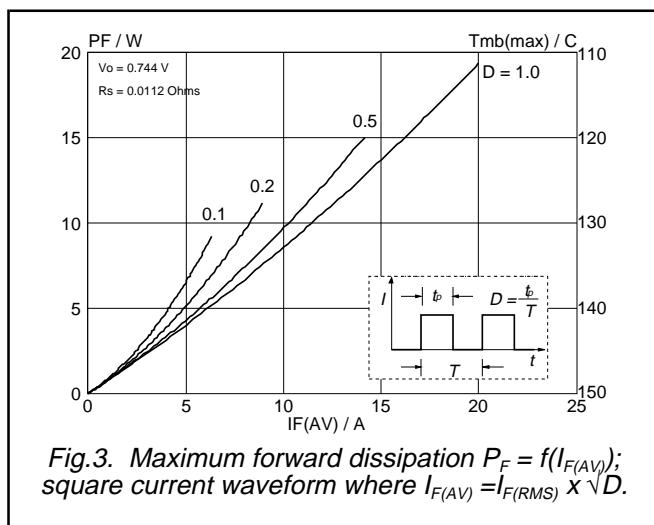 PF / W
Tmb(max) / C
Vo = 0.744 V
Rs = 0.0112 Ohms
D = 1.0
0.5
0.2
0.1
20
15
10
5
0
110
120
130
140
150
I
tp
D = tp/T
T
t
0
5
10
15
20
25
IF(AV) / A
Fig.3. Maximum forward dissipation PF = f(IF(AV));
square current waveform where IF(AV) =IF(RMS) x √D.